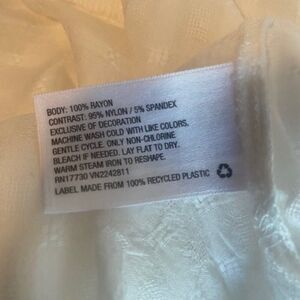 BODY: 100% RAYON
CONTRAST: 95% NYLON / 5% SPANDEX
EXCLUSIVE OF DECORATION
MACHINE WASH COLD WITH LIKE COLORS,
GENTLE CYCLE. ONLY NON-CHLORINE
BLEACH IF NEEDED. LAY FLAT TO DRY.
WARM STEAM IRON TO RESHAPE.
RN17730 VN2242811
LABEL MADE FROM 100% RECYCLED PLASTIC